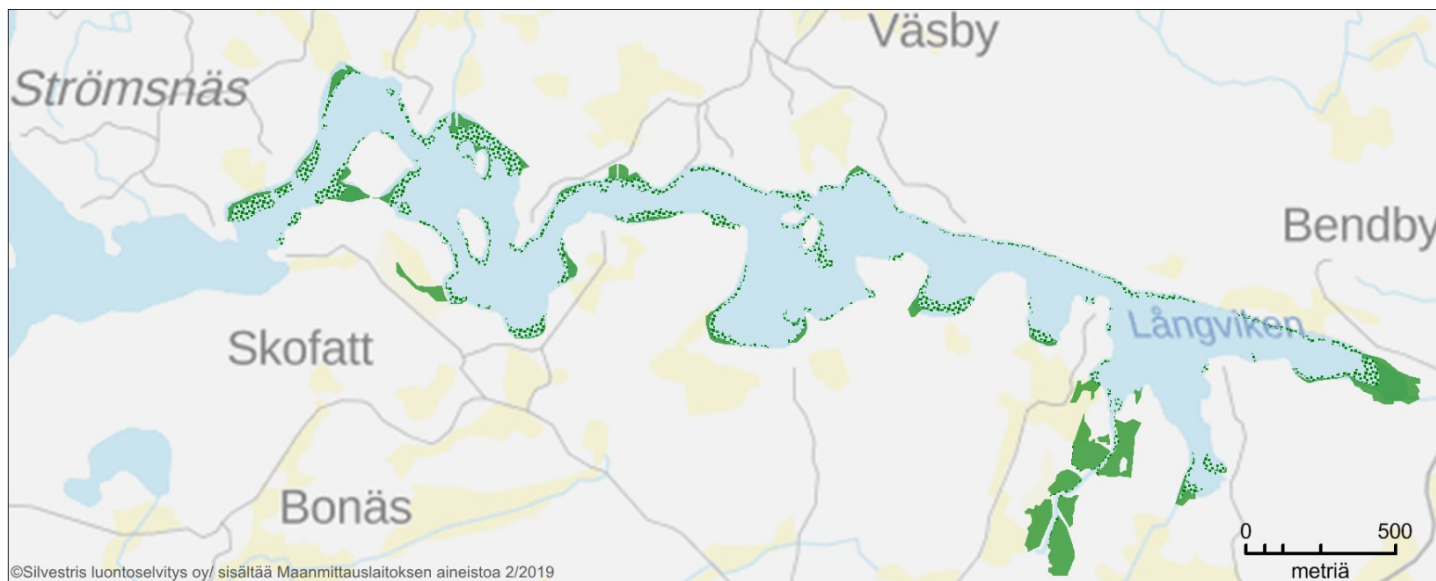 Väsby
Strömsnäs
Bendby
Långviken
Skofatt
Bonäs
0 500
metriä
©Silvestris luontoselvitys oy/ sisältää Maanmittauslaitoksen aineistoa 2/2019